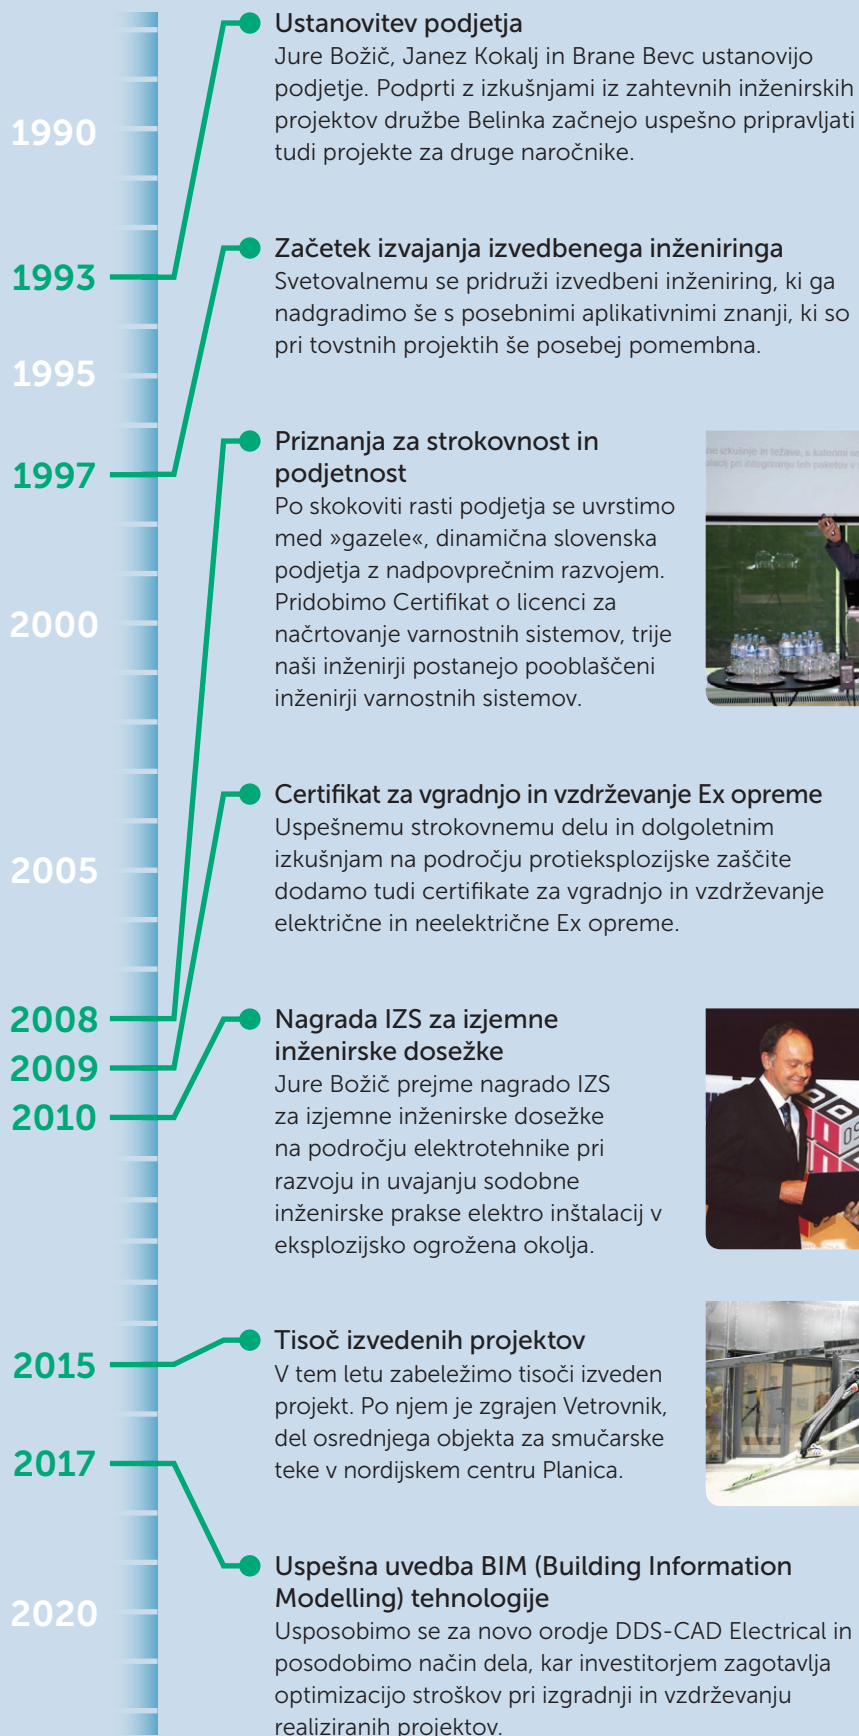 Ustanovitev podjetja
Jure Božič, Janez Kokalj in Brane Bevc ustanovijo
podjetje. Podprti z izkušnjami iz zahtevnih inženirskih
projektov družbe Belinka začnejo uspešno pripravljati
tudi projekte za druge naročnike.
1990
Začetek izvajanja izvedbenega inženiringa
Svetovalnemu se pridruži izvedbeni inženiring, ki ga
nadgradimo še s posebnimi aplikativnimi znanji, ki so
pri tovstnih projektih še posebej pomembna.
1993
1995
Priznanja za strokovnost in
podjetnost
Po skokoviti rasti podjetja se uvrstimo
med »gazele«, dinamična slovenska
podjetja z nadpovprečnim razvojem.
Pridobimo Certifikat o licenci za
načrtovanje varnostnih sistemov, trije
naši inženirji postanejo pooblaščeni
inženirji varnostnih sistemov.
ne izkušnje in težave, s katerimi
pri integriranju teh paketov v
1997
2000
Certifikat za vgradnjo in vzdrževanje Ex opreme
Uspešnemu strokovnemu delu in dolgoletnim
izkušnjam na področju protieksplozijske zaščite
dodamo tudi certifikate za vgradnjo in vzdrževanje
električne in neelektrične Ex opreme.
2005
2008
2009
2010
Nagrada IZS za izjemne
inženirske dosežke
Jure Božič prejme nagrado IZS
za izjemne inženirske dosežke
na področju elektrotehnike pri
razvoju in uvajanju sodobne
inženirske prakse elektro inštalacij v
eksplozijsko ogrožena okolja.
2015
Tisoč izvedenih projektov
V tem letu zabeležimo tisoči izveden
projekt. Po njem je zgrajen Vetrovnik,
del osrednjega objekta za smučarske
teke v nordijskem centru Planica.
2017
Uspešna uvedba BIM (Building Information
Modelling) tehnologije
Usposobimo se za novo orodje DDS-CAD Electrical in
posodobimo način dela, kar investitorjem zagotavlja
optimizacijo stroškov pri izgradnji in vzdrževanju
realiziranih projektov.
2020